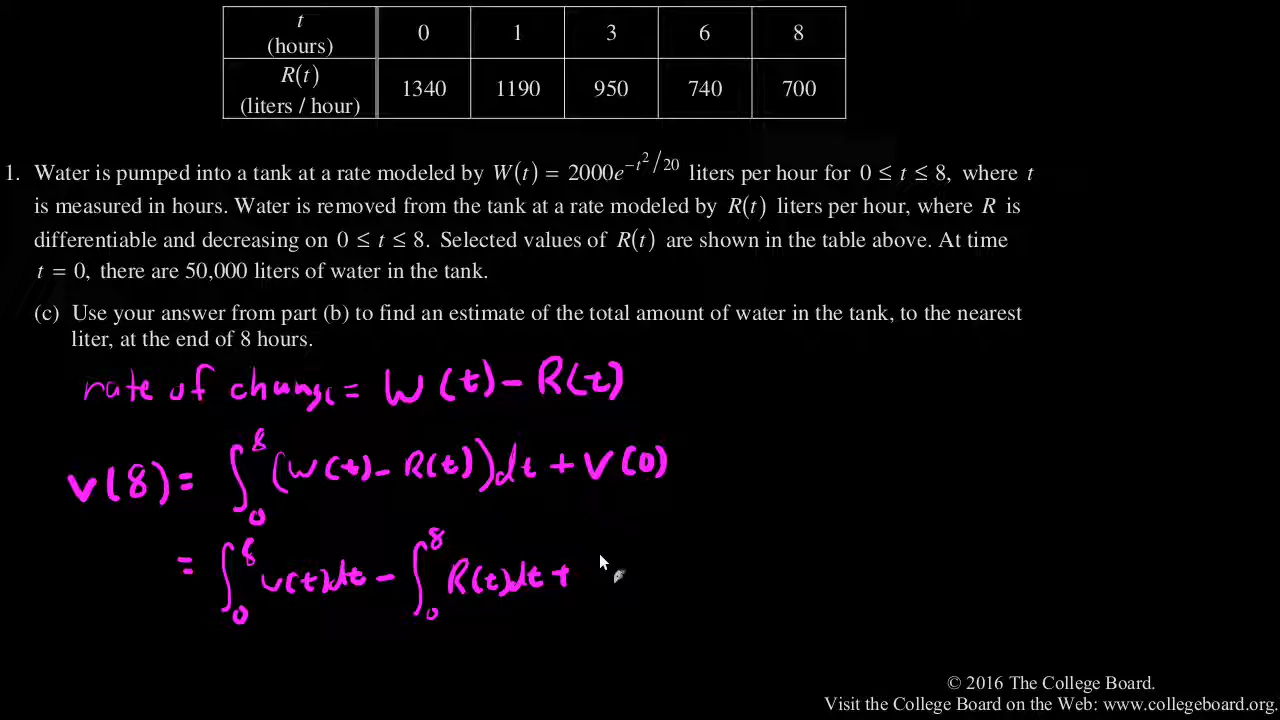 t (hours) 0 1 3 6 8
R(t) (liters / hour) 1340 1190 950 740 700
1. Water is pumped into a tank at a rate modeled by W(t) = 2000e^{-t²/20} liters per hour for 0 ≤ t ≤ 8, where t
is measured in hours. Water is removed from the tank at a rate modeled by R(t) liters per hour, where R is
differentiable and decreasing on 0 ≤ t ≤ 8. Selected values of R(t) are shown in the table above. At time
t = 0, there are 50,000 liters of water in the tank.
(c) Use your answer from part (b) to find an estimate of the total amount of water in the tank, to the nearest
liter, at the end of 8 hours.
rate of change = W(t) - R(t)
V(8) = ∫_0^8 (W(t) - R(t))dt + V(0)
= ∫_0^8 W(t)dt - ∫_0^8 R(t)dt +
© 2016 The College Board.
Visit the College Board on the Web: www.collegeboard.org.